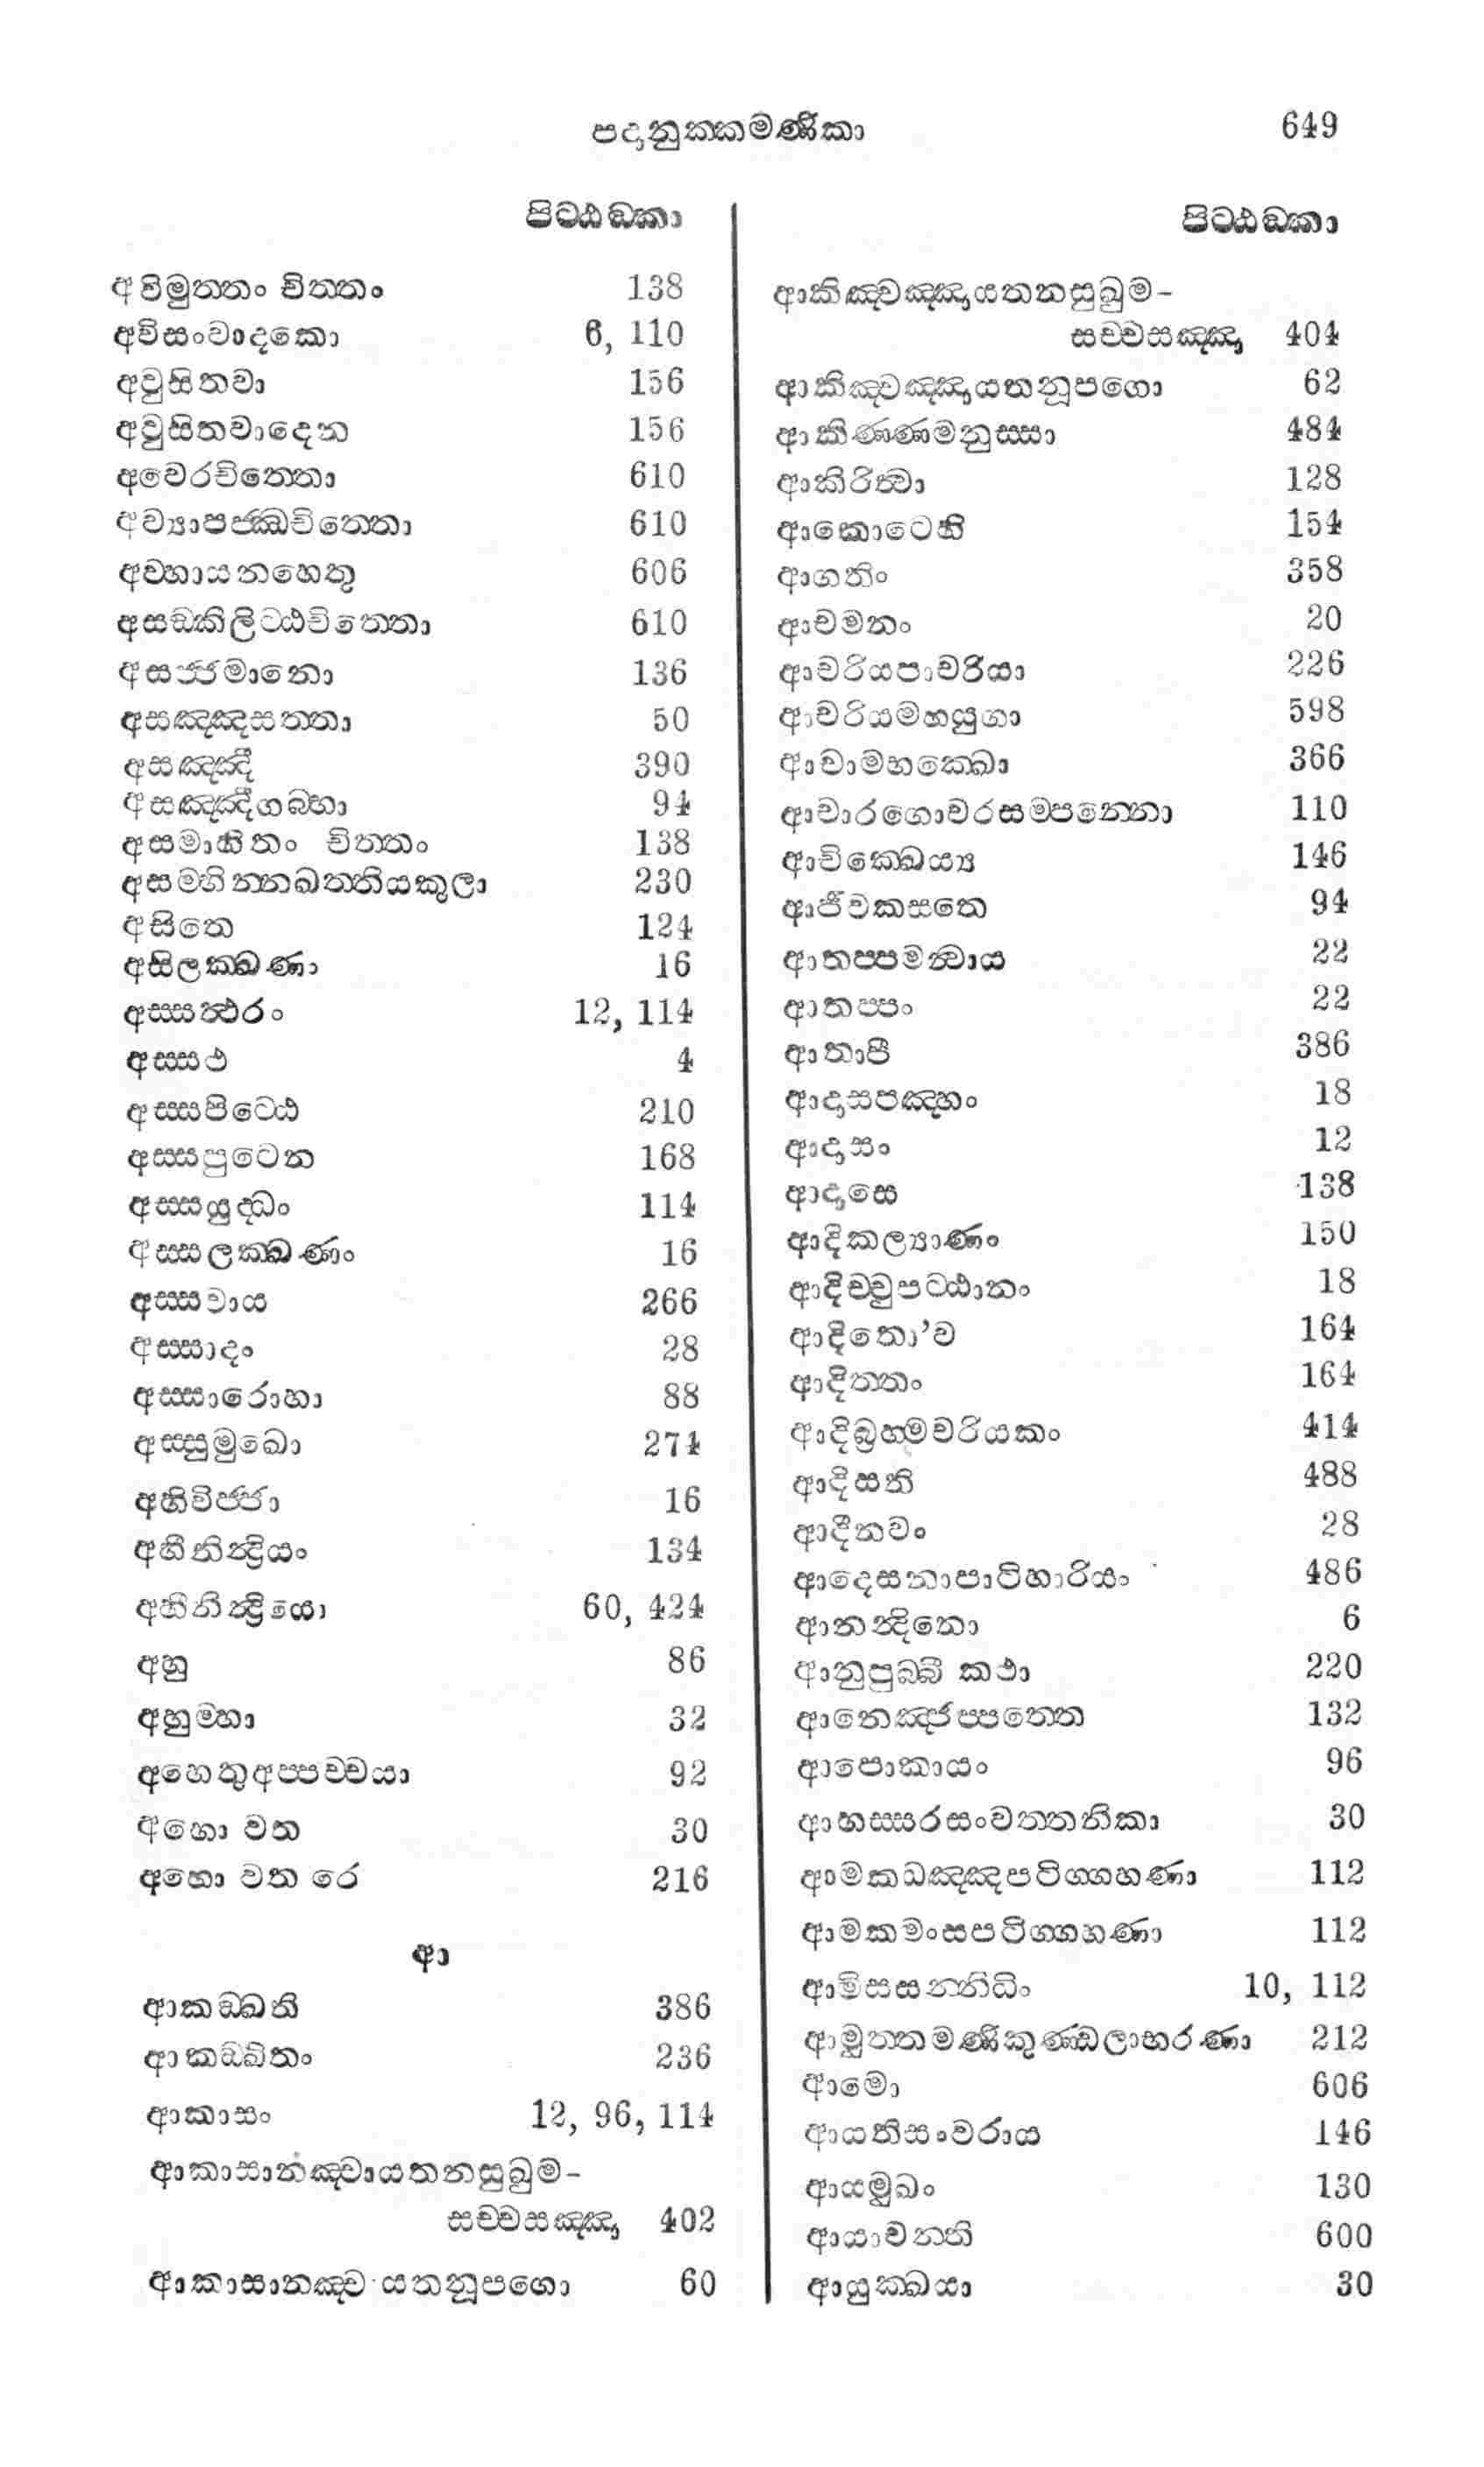 පදානුක්කමණිකා 649
පිට්ඨඞ්කා
අවිමුත්තං චිත්තං 138
අවිසංවාදකො 6, 110
අවුසිතවා 156
අවුසිතවාදෙන 156
අවෙරචිත්තො 610
අව්‍යාපජ්ඣචිත්තො 610
අව්හායනහෙතු 606
අසඞ්කිලිට්ඨචිත්තො 610
අසජ්ජමානො 136
අසඤ්ඤසත්තා 50
අසඤ්ඤී 390
අසඤ්ඤීගබ්භා 94
අසමාහිතං චිත්තං 138
අසම්භින්නඛත්තියකුලා 230
අසිතෙ 124
අසිලක්ඛණා 16
අස්සත්ථරං 12, 114
අස්සථ 4
අස්සපිට්ඨෙ 210
අස්සපුටෙන 168
අස්සයුද්ධං 114
අස්සලක්ඛණං 16
අස්සවාය 266
අස්සාදං 28
අස්සාරොහා 88
අස්සුමුඛො 274
අහිවිජ්ජා 16
අහීනින්ද්‍රියං 134
අහීනින්ද්‍රියො 60, 424
අහු 86
අහුම්හා 32
අහෙතුඅප්පච්චයා 92
අහො වත 30
අහො වත රෙ 216
ආ
ආකඞ්ඛති 386
ආකඞ්ඛිතං 236
ආකාසං 12, 96, 114
ආකාසානඤ්චායතනසුඛුම-
සච්චසඤ්ඤා 402
ආකාසානඤ්ච යතනූපගො 60
පිට්ඨඞ්කා
ආකිඤ්චඤ්ඤායතනසුඛුම-
සච්චසඤ්ඤා 404
ආකිඤ්චඤ්ඤායතනූපගො 62
ආකිණ්ණමනුස්සා 484
ආකිරිත්වා 128
ආකොටෙහි 154
ආගතිං 358
ආචමනං 20
ආචරියපාචරියා 226
ආචරියමහයුගා 598
ආචාමභක්ඛො 366
ආචාරගොචරසම්පන්නො 110
ආචික්ඛෙය්‍ය 146
ආජීවකසතෙ 94
ආතප්පමන්වාය 22
ආතප්පං 22
ආතාපී 386
ආදාසපඤ්හං 18
ආදාසං 12
ආදාසෙ 138
ආදිකල්‍යාණං 150
ආදිච්චුපට්ඨානං 18
ආදිතො’ව 164
ආදිත්තං 164
ආදිබ්‍රහ්මචරියකං 414
ආදිසති 488
ආදීනවං 28
ආදෙසනාපාටිහාරියං 486
ආනන්දිතො 6
ආනුපුබ්බී කථා 220
ආනෙඤ්ජප්පත්තෙ 132
ආපොකායං 96
ආභස්සරසංවත්තනිකා 30
ආමකධඤ්ඤපටිග්ගහණා 112
ආමකමංසපටිග්ගහණා 112
ආමිසසන්නිධිං 10, 112
ආමුත්තමණිකුණ්ඩලාභරණා 212
ආමො 606
ආයතිසංවරාය 146
ආයමුඛං 130
ආයාචන්ති 600
ආයුක්ඛයා 30